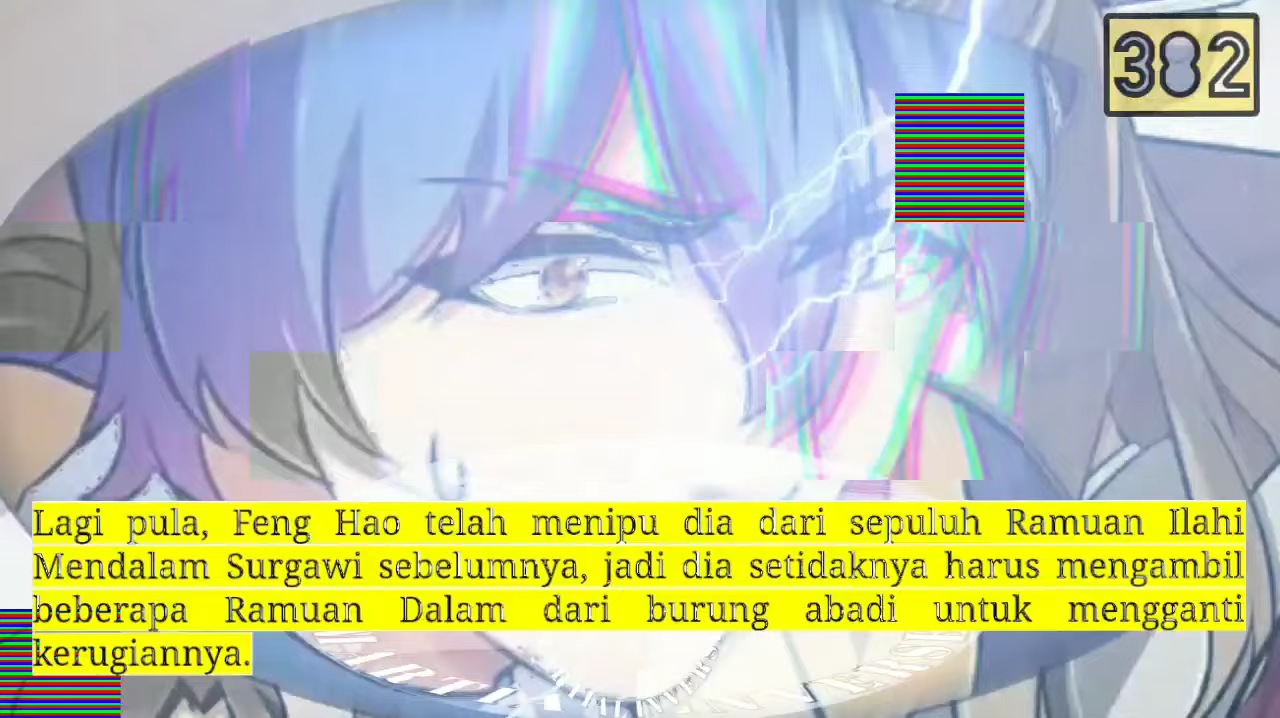 382
Lagi pula, Feng Hao telah menipu dia dari sepuluh Ramuan Ilahi
Mendalam Surgawi sebelumnya, jadi dia setidaknya harus mengambil
beberapa Ramuan Dalam dari burung abadi untuk mengganti
kerugiannya.